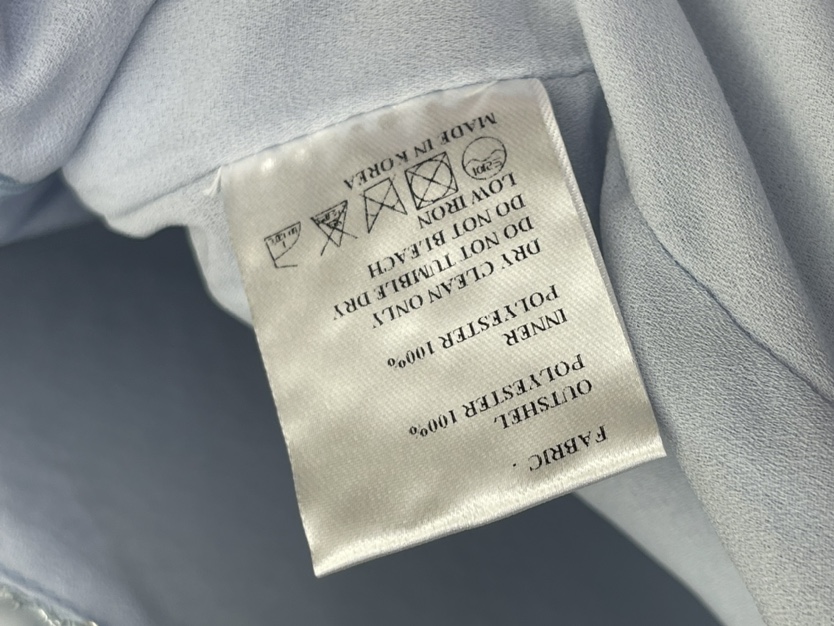 FABRIC.
OUTSHEL,
POLYESTER 100%
INNER
POLYESTER 100%
DRY CLEAN ONLY
DO NOT TUMBLE DRY
DO NOT BLEACH
LOW IRON
MADE IN KOREA